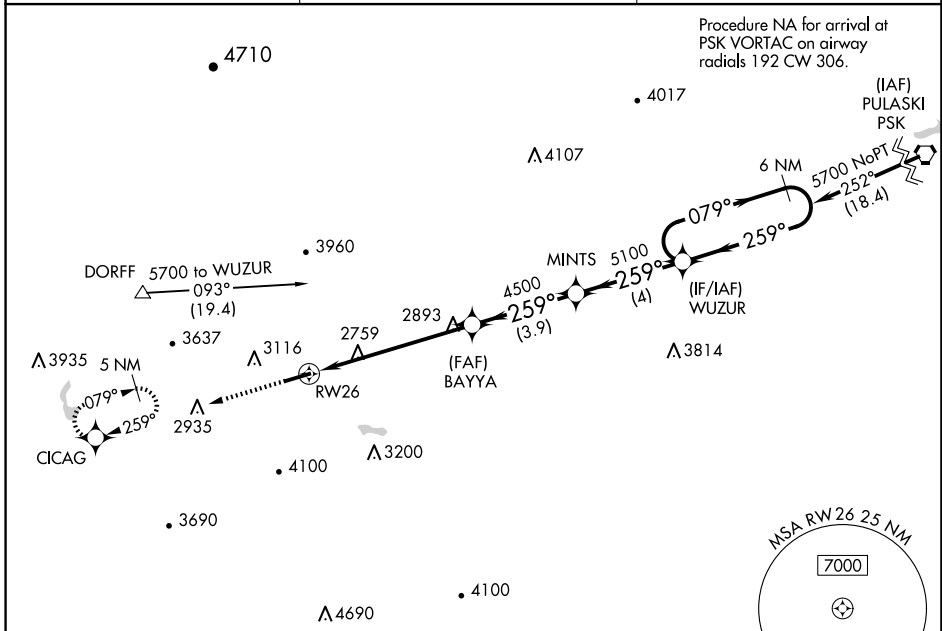 Procedure NA for arrival at
PSK VORTAC on airway
radials 192 CW 306.
4710
4017
(IAF)
PULASKI
PSK
4107
6 NM
5700 NoPT
252°
(18.4)
079°
259°
3960
MINTS
5100
259°
(4)
(IF/IAF)
WUZUR
DORFF
5700 to WUZUR
093°
(19.4)
4500
259°
(3.9)
2893
2759
(FAF)
BAYYA
3814
3637
3116
3935
5 NM
RW26
079°
259°
2935
CICAG
3200
4100
3690
MSA RW26 25 NM
7000
4100
4690